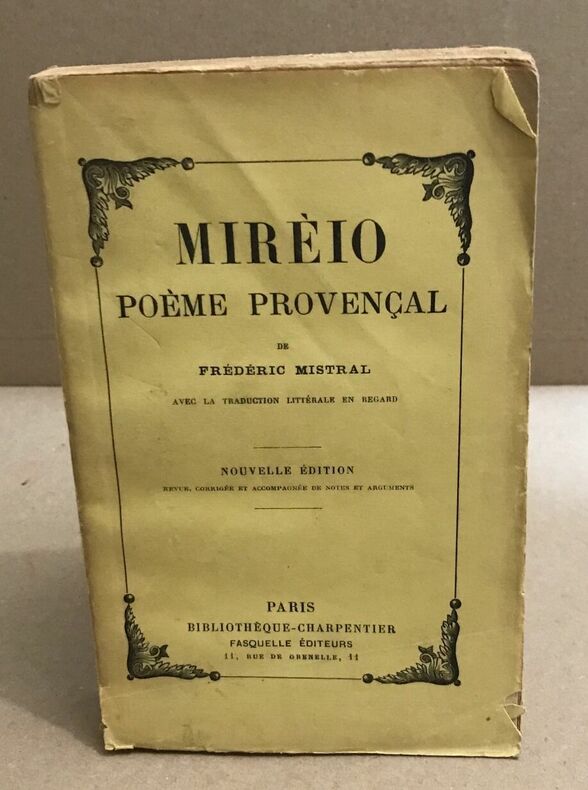 MIRÈIO
POÈME PROVENÇAL
DE
FRÉDÉRIC MISTRAL
AVEC LA TRADUCTION LITTÉRALE EN REGARD
NOUVELLE ÉDITION
REVUE, CORRIGÉE ET ACCOMPAGNÉE DE NOTES ET ARGUMENTS
PARIS
BIBLIOTHÈQUE-CHARPENTIER
FASQUELLE ÉDITEURS
11, RUE DE GRENELLE, 11